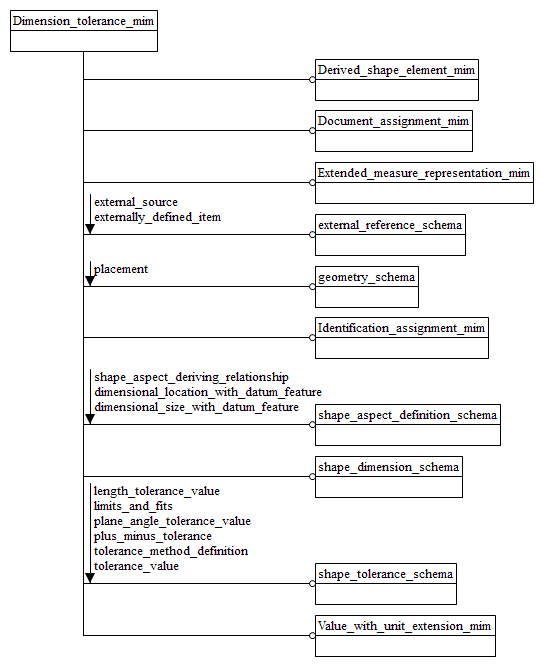 Dimension_tolerance_mim
Derived_shape_element_mim
Document_assignment_mim
Extended_measure_representation_mim
external_source
externally_defined_item
external_reference_schema
placement
geometry_schema
Identification_assignment_mim
shape_aspect_deriving_relationship
dimensional_location_with_datum_feature
dimensional_size_with_datum_feature
shape_aspect_definition_schema
shape_dimension_schema
length_tolerance_value
limits_and_fits
plane_angle_tolerance_value
plus_minus_tolerance
tolerance_method_definition
tolerance_value
shape_tolerance_schema
Value_with_unit_extension_mim